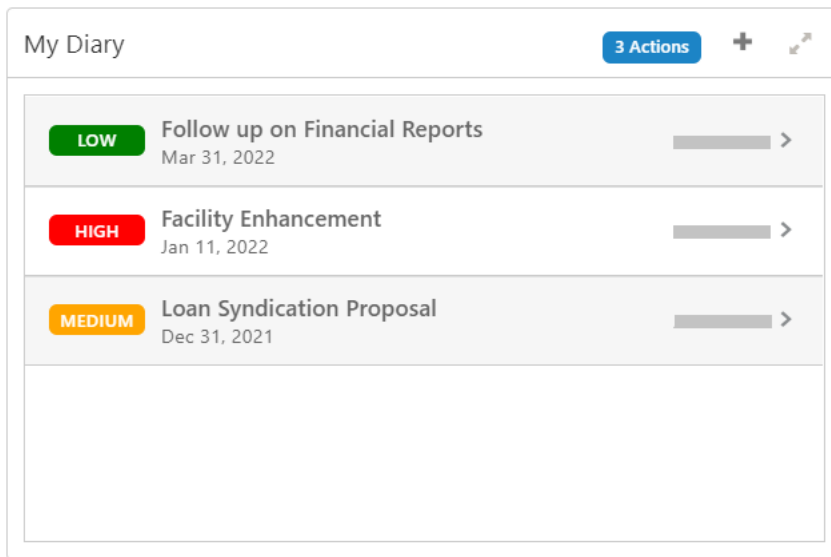 My Diary
3 Actions
LOW
Follow up on Financial Reports
Mar 31, 2022
HIGH
Facility Enhancement
Jan 11, 2022
MEDIUM
Loan Syndication Proposal
Dec 31, 2021